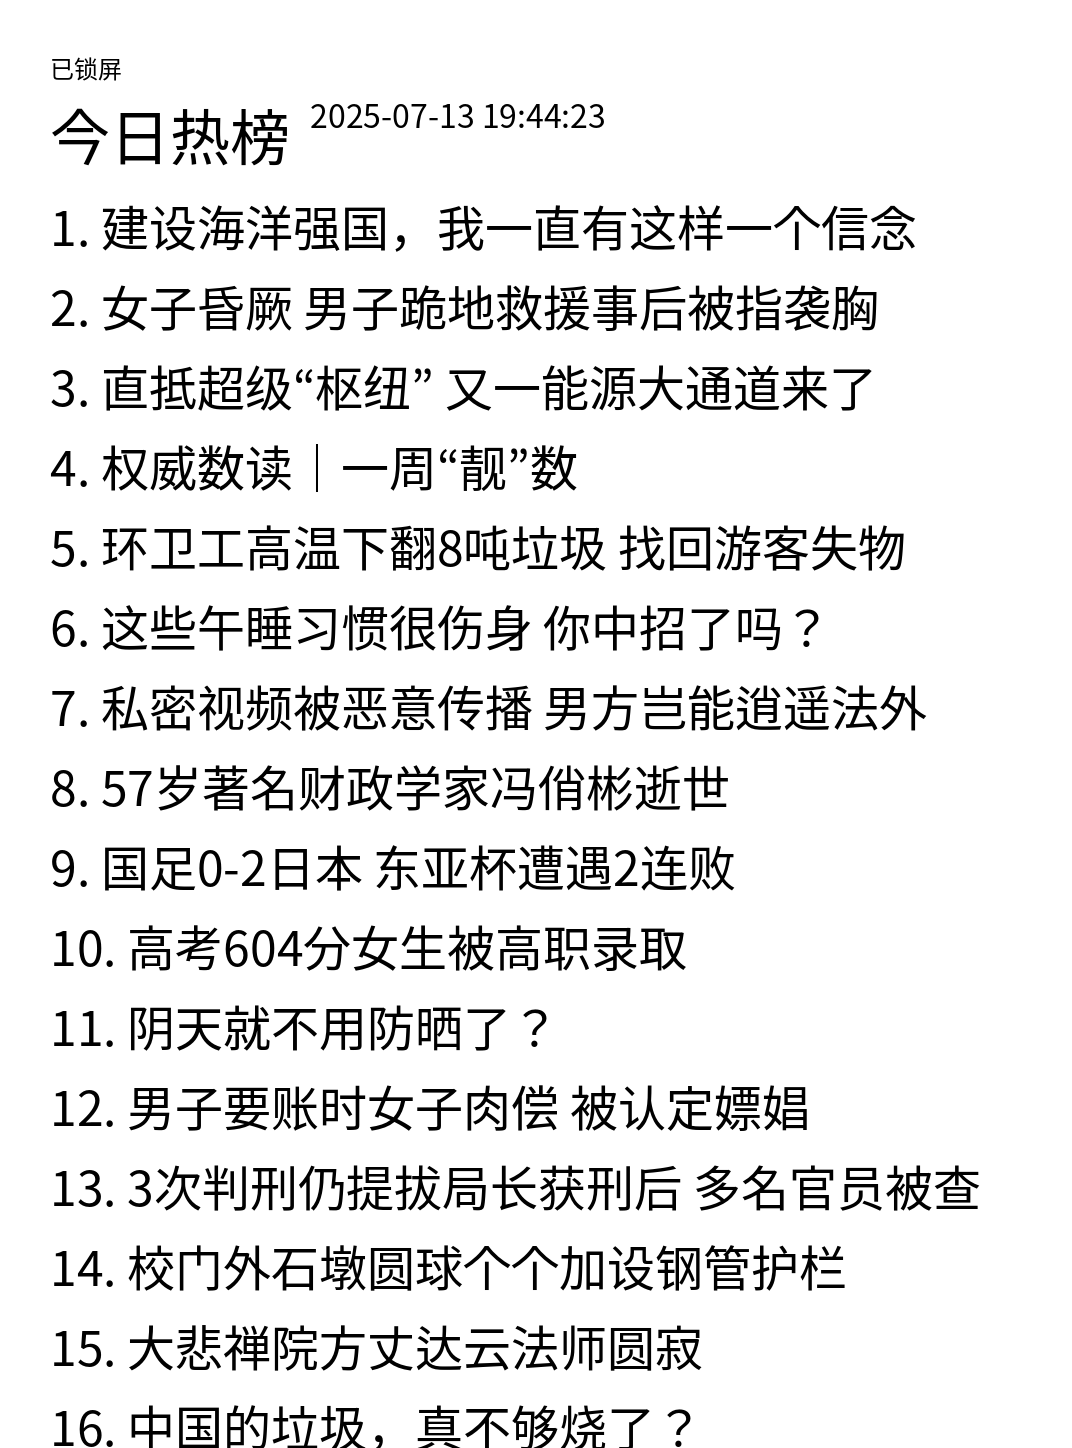 已锁屏
今日热榜 2025-07-13 19:44:23
1. 建设海洋强国，我一直有这样一个信念
2. 女子昏厥 男子跪地救援事后被指袭胸
3. 直抵超级“枢纽” 又一能源大通道来了
4. 权威数读｜一周“靓”数
5. 环卫工高温下翻8吨垃圾 找回游客失物
6. 这些午睡习惯很伤身 你中招了吗？
7. 私密视频被恶意传播 男方岂能逍遥法外
8. 57岁著名财政学家冯俏彬逝世
9. 国足0-2日本 东亚杯遭遇2连败
10. 高考604分女生被高职录取
11. 阴天就不用防晒了？
12. 男子要账时女子肉偿 被认定嫖娼
13. 3次判刑仍提拔局长获刑后 多名官员被查
14. 校门外石墩圆球个个加设钢管护栏
15. 大悲禅院方丈达云法师圆寂
16. 中国的垃圾，真不够烧了？